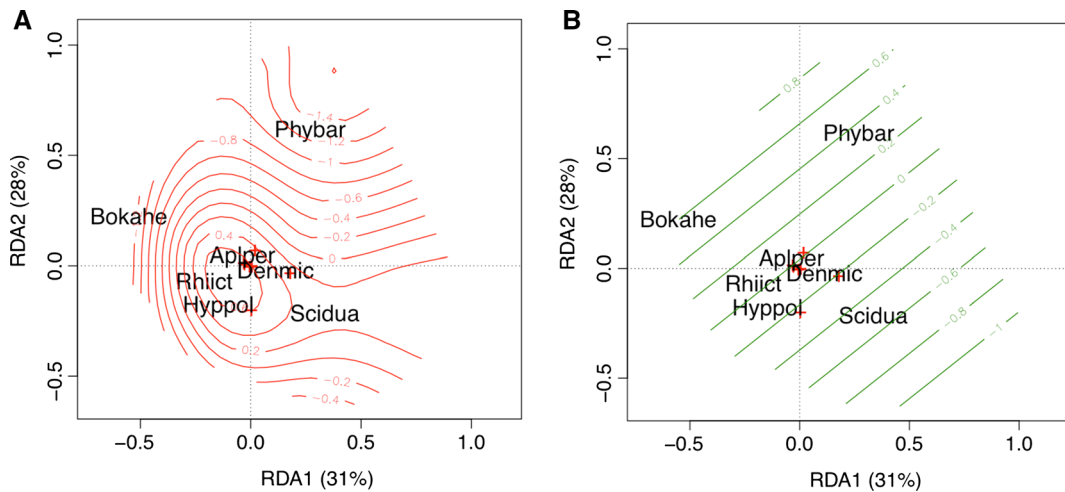 A
1.0
0.5
0.0
−0.5
RDA2 (28%)
−1.4
Phybar
−1.2
−1
−0.8
−0.6
−0.4
−0.2
0
Bokahe
0.4
Aplper
Denmic
Rhiict
Hyppol
Scidua
0.2
−0.2
−0.4
−0.5
0.0
0.5
1.0
RDA1 (31%)
B
1.0
0.5
0.0
−0.5
RDA2 (28%)
0.8
0.6
0.4
Phybar
0.2
0
−0.2
Bokahe
−0.4
Aplper
Denmic
−0.6
Rhiict
Hyppol
Scidua
−0.8
−1
−0.5
0.0
0.5
1.0
RDA1 (31%)